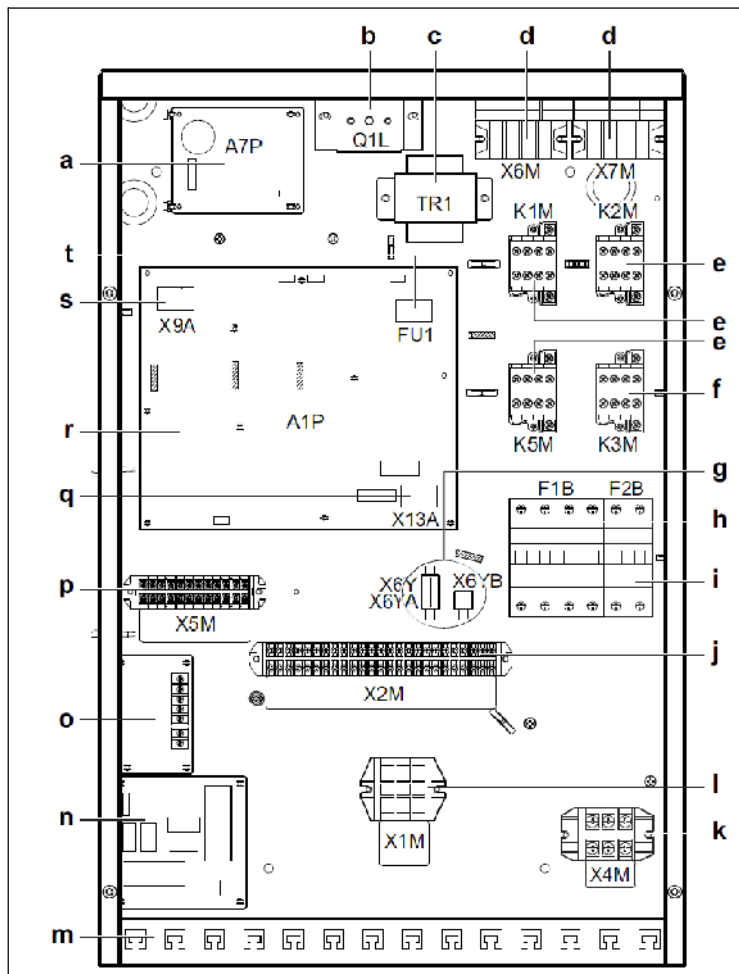 b c d d
a A7P Q1L X6M X7M
TR1 K1M K2M
t
e
s X9A FU1 e
e
r A1P f
K5M K3M
g
q X13A F1B F2B h
p X6Y X6YB i
X6YA
X5M
j
X2M
o
l
n X1M k
X4M
m